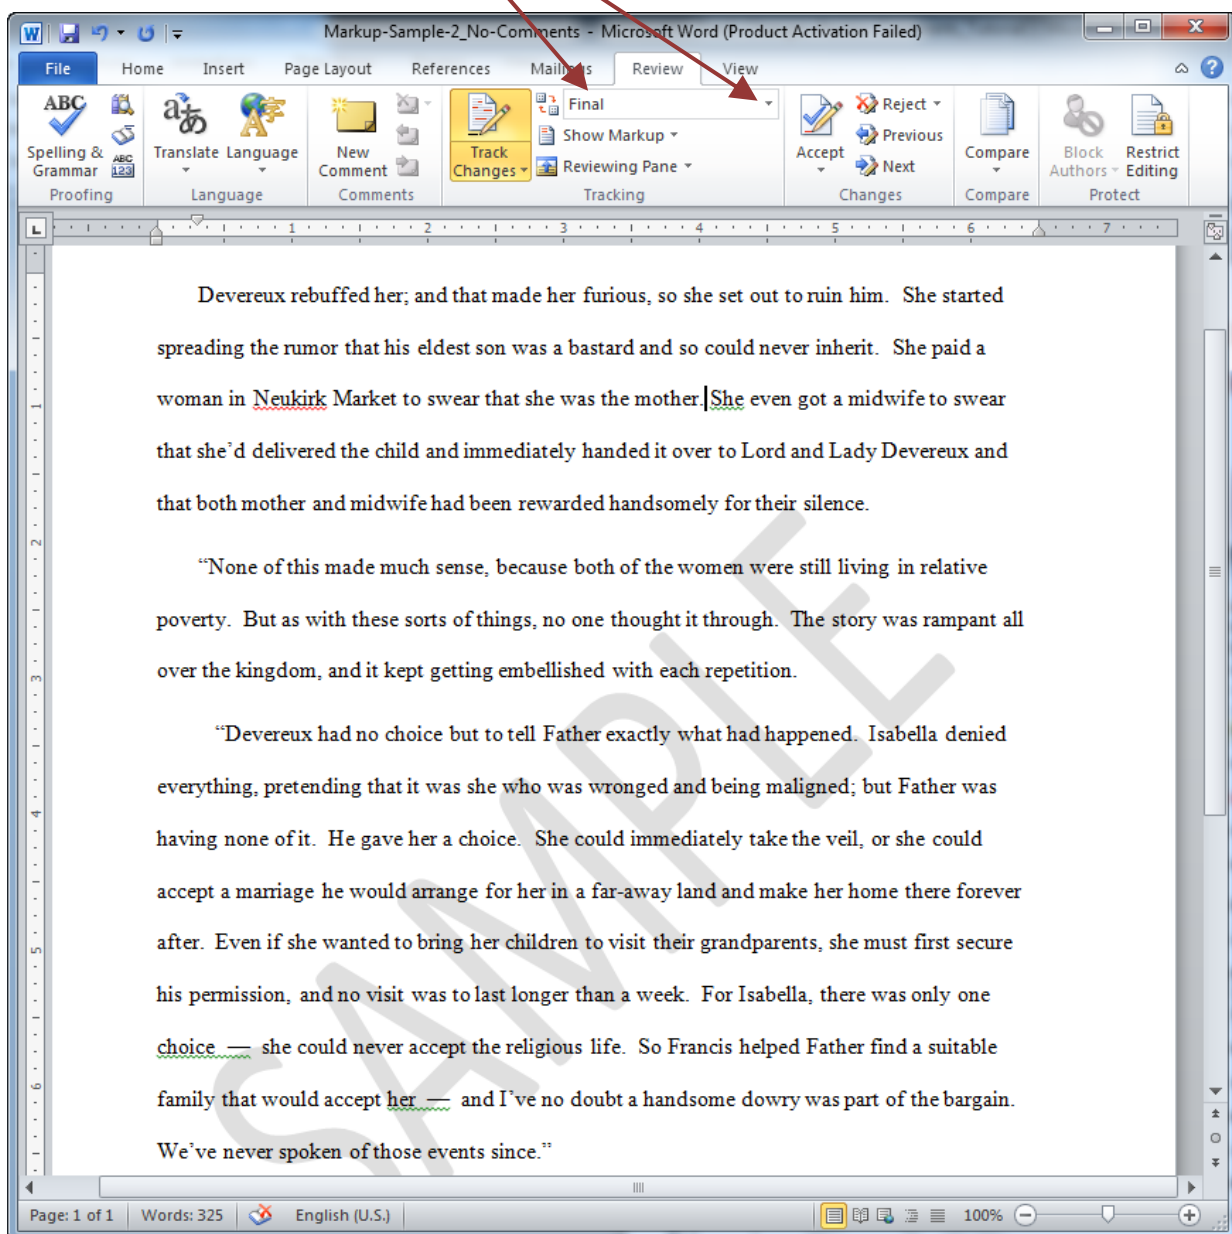 Markup-Sample-2_No-Comments - Microsoft Word (Product Activation Failed)
File Home Insert Page Layout References Mailings Review View
ABC
Spelling & Grammar
ABC
123
Translate
Language
New Comment
Track Changes
Final
Show Markup
Reviewing Pane
Accept
Reject
Previous
Next
Compare
Block Authors
Restrict Editing
Proofing Language Comments Tracking Changes Compare Protect
L 1 2 3 4 5 6 7
Devereux rebuffed her; and that made her furious, so she set out to ruin him. She started
spreading the rumor that his eldest son was a bastard and so could never inherit. She paid a
woman in Neukirk Market to swear that she was the mother. She even got a midwife to swear
that she’d delivered the child and immediately handed it over to Lord and Lady Devereux and
that both mother and midwife had been rewarded handsomely for their silence.
“None of this made much sense, because both of the women were still living in relative
poverty. But as with these sorts of things, no one thought it through. The story was rampant all
over the kingdom, and it kept getting embellished with each repetition.
“Devereux had no choice but to tell Father exactly what had happened. Isabella denied
everything, pretending that it was she who was wronged and being maligned; but Father was
having none of it. He gave her a choice. She could immediately take the veil, or she could
accept a marriage he would arrange for her in a far-away land and make her home there forever
after. Even if she wanted to bring her children to visit their grandparents, she must first secure
his permission, and no visit was to last longer than a week. For Isabella, there was only one
choice — she could never accept the religious life. So Francis helped Father find a suitable
family that would accept her — and I’ve no doubt a handsome dowry was part of the bargain.
We’ve never spoken of those events since.”
SAMPLE
1
2
3
4
5
6
Page: 1 of 1 Words: 325 English (U.S.) 100%